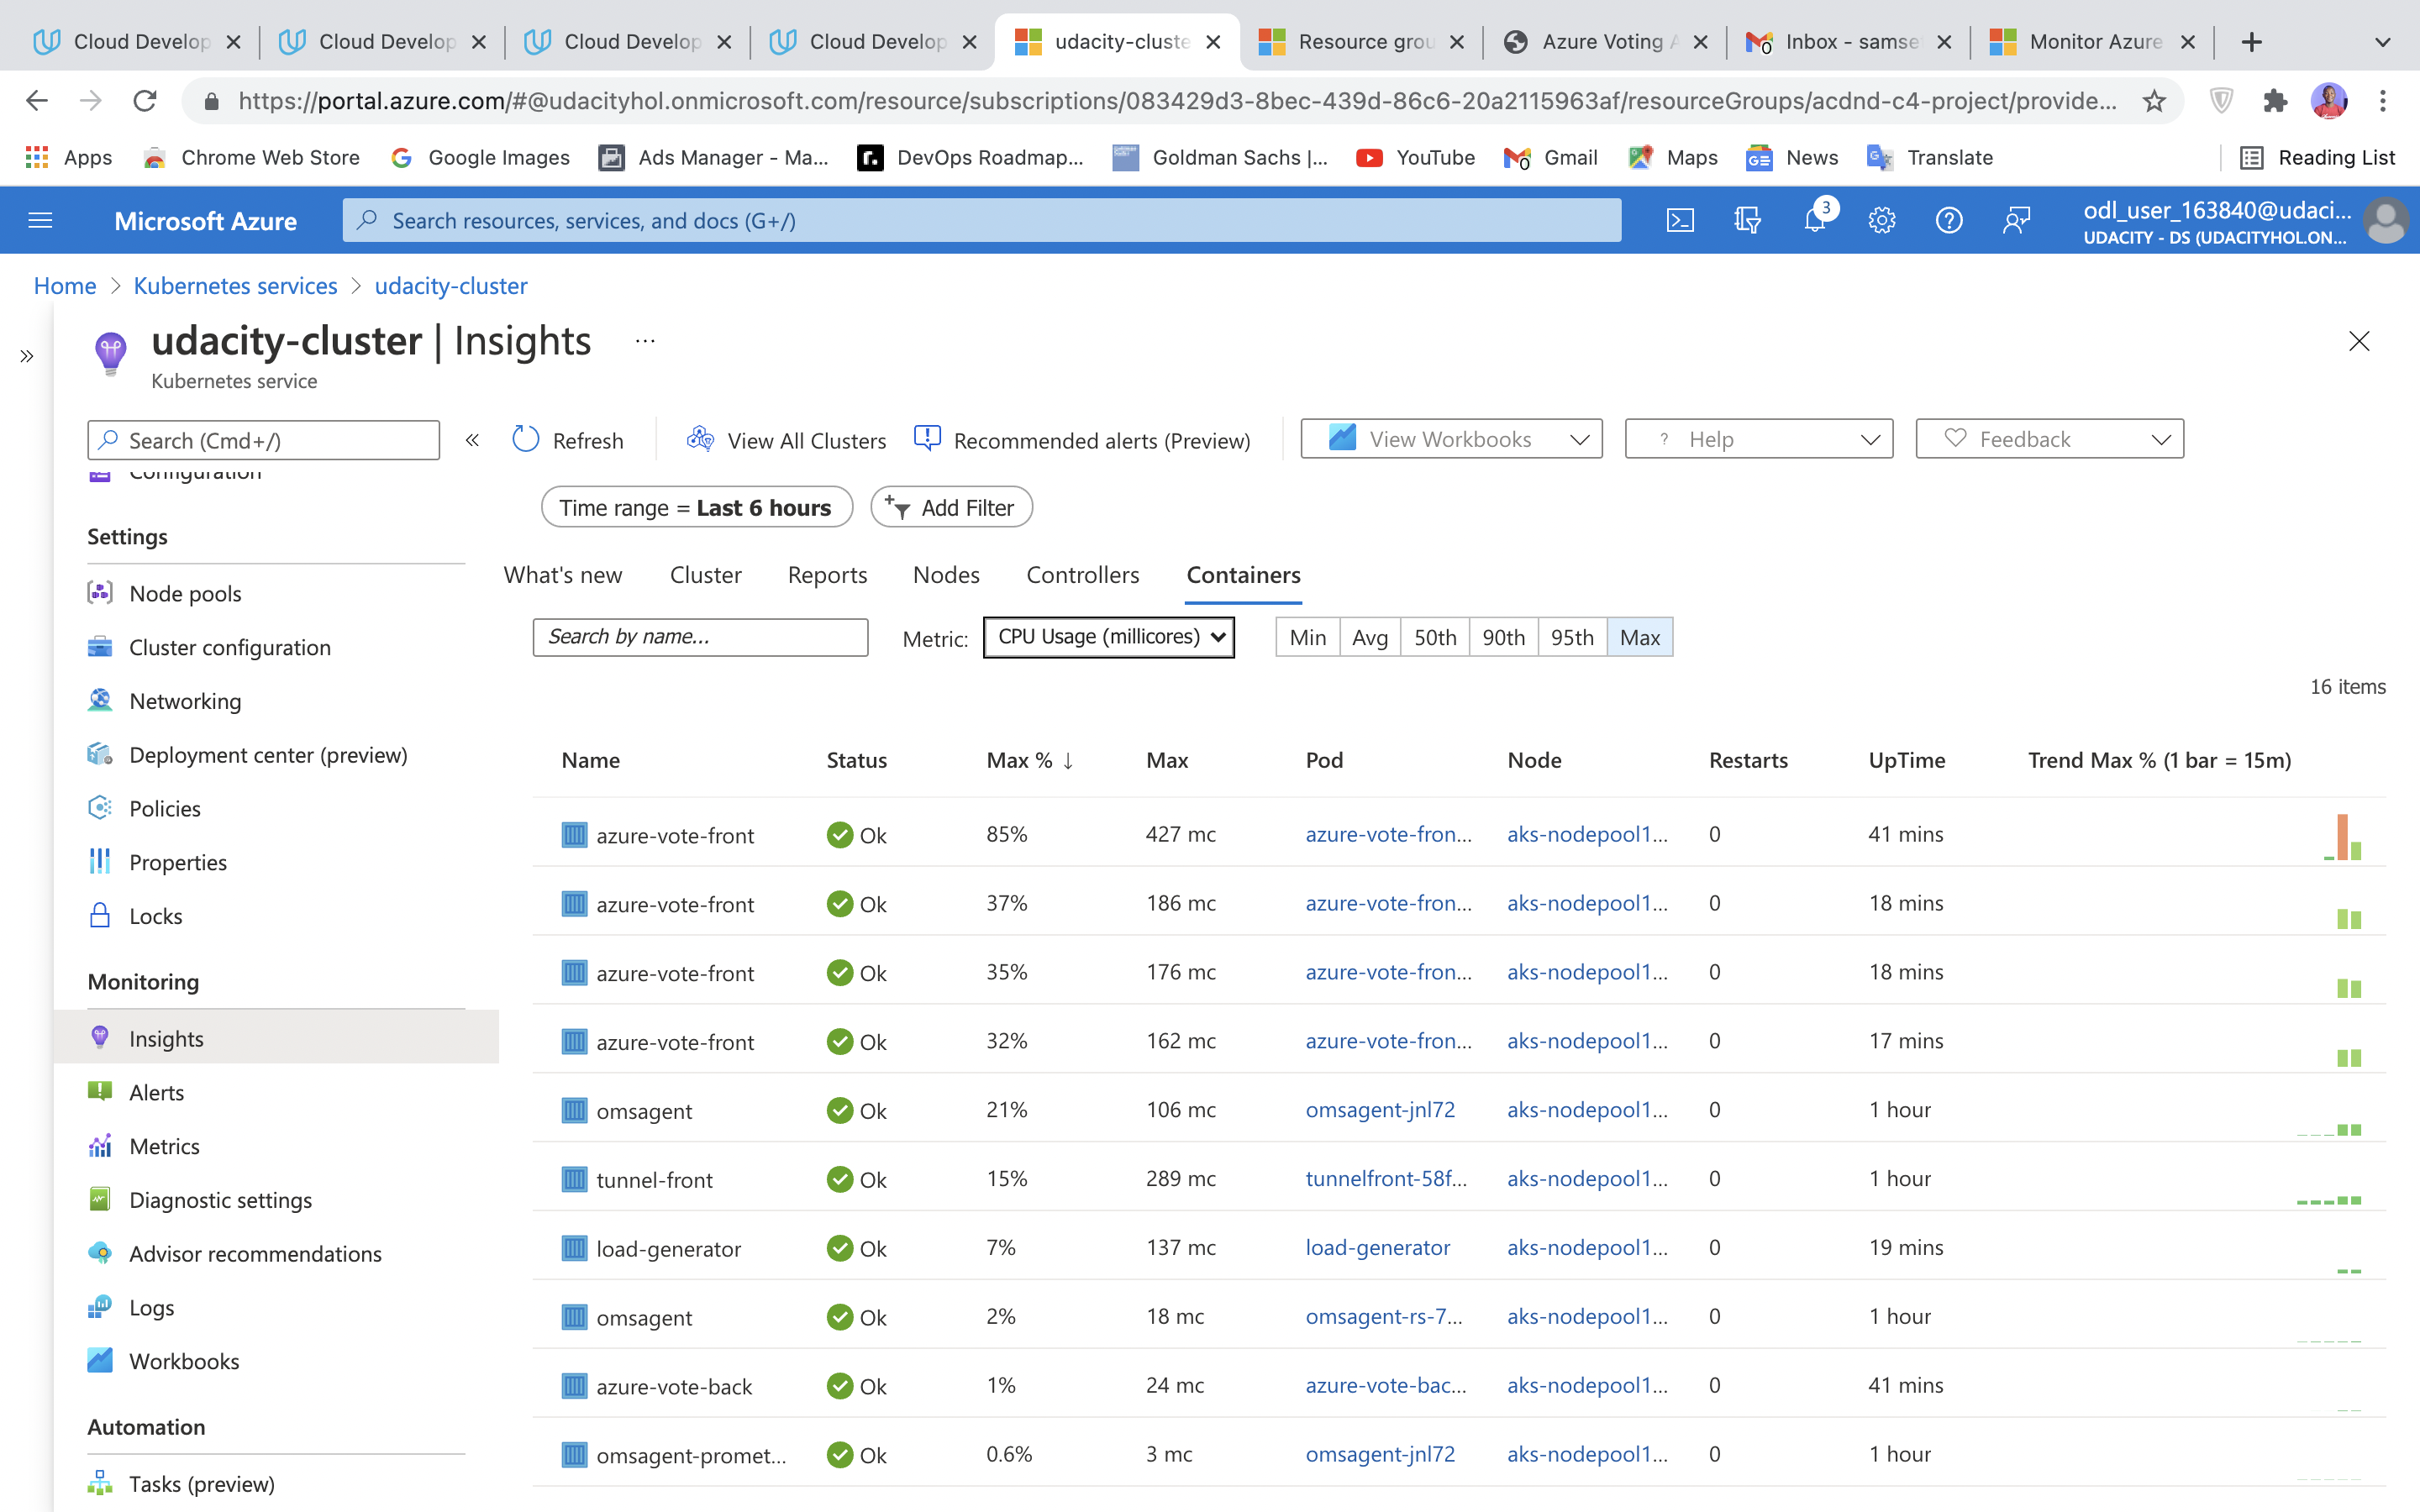 Cloud Develop
Cloud Develop
Cloud Develop
Cloud Develop
udacity-cluste
Resource grou
Azure Voting A
Inbox - samse
Monitor Azure
https://portal.azure.com/#@udacityhol.onmicrosoft.com/resource/subscriptions/083429d3-8bec-439d-86c6-20a2115963af/resourceGroups/acdnd-c4-project/provide...
Apps
Chrome Web Store
Google Images
Ads Manager - Ma...
DevOps Roadmap...
Goldman Sachs |...
YouTube
Gmail
Maps
News
Translate
Reading List
Microsoft Azure
Search resources, services, and docs (G+/)
3
odl_user_163840@udaci...
UDACITY - DS (UDACITYHOL.ON...
Home > Kubernetes services > udacity-cluster
udacity-cluster | Insights ...
Kubernetes service
Search (Cmd+/)
Refresh
View All Clusters
Recommended alerts (Preview)
View Workbooks
? Help
Feedback
Configuration
Settings
Node pools
Cluster configuration
Networking
Deployment center (preview)
Policies
Properties
Locks
Monitoring
Insights
Alerts
Metrics
Diagnostic settings
Advisor recommendations
Logs
Workbooks
Automation
Tasks (preview)
Time range = Last 6 hours
Add Filter
What's new Cluster Reports Nodes Controllers Containers
Search by name...
Metric: CPU Usage (millicores)
Min Avg 50th 90th 95th Max
16 items
Name Status Max % ↓ Max Pod Node Restarts UpTime Trend Max % (1 bar = 15m)
azure-vote-front Ok 85% 427 mc azure-vote-fron... aks-nodepool1... 0 41 mins
azure-vote-front Ok 37% 186 mc azure-vote-fron... aks-nodepool1... 0 18 mins
azure-vote-front Ok 35% 176 mc azure-vote-fron... aks-nodepool1... 0 18 mins
azure-vote-front Ok 32% 162 mc azure-vote-fron... aks-nodepool1... 0 17 mins
omsagent Ok 21% 106 mc omsagent-jnl72 aks-nodepool1... 0 1 hour
tunnel-front Ok 15% 289 mc tunnelfront-58f... aks-nodepool1... 0 1 hour
load-generator Ok 7% 137 mc load-generator aks-nodepool1... 0 19 mins
omsagent Ok 2% 18 mc omsagent-rs-7... aks-nodepool1... 0 1 hour
azure-vote-back Ok 1% 24 mc azure-vote-bac... aks-nodepool1... 0 41 mins
omsagent-promet... Ok 0.6% 3 mc omsagent-jnl72 aks-nodepool1... 0 1 hour